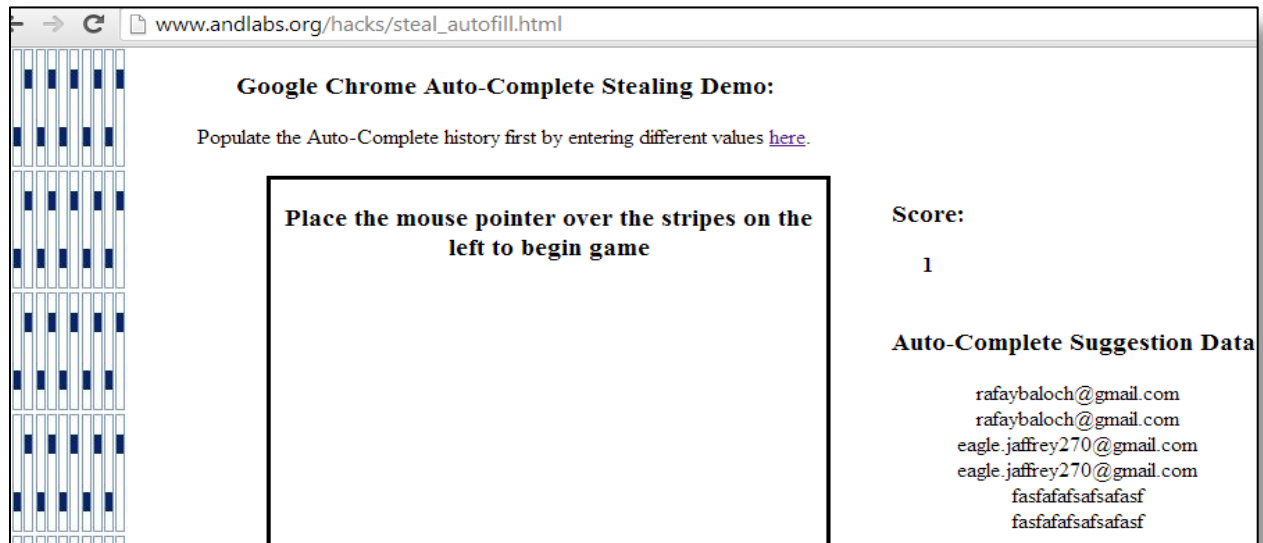 www.andlabs.org/hacks/steal_autofill.html
Google Chrome Auto-Complete Stealing Demo:
Populate the Auto-Complete history first by entering different values here.
Place the mouse pointer over the stripes on the
left to begin game
Score:
1
Auto-Complete Suggestion Data
rafaybaloch@gmail.com
rafaybaloch@gmail.com
eagle.jaffrey270@gmail.com
eagle.jaffrey270@gmail.com
fasfafafsafsafasf
fasfafafsafsafasf